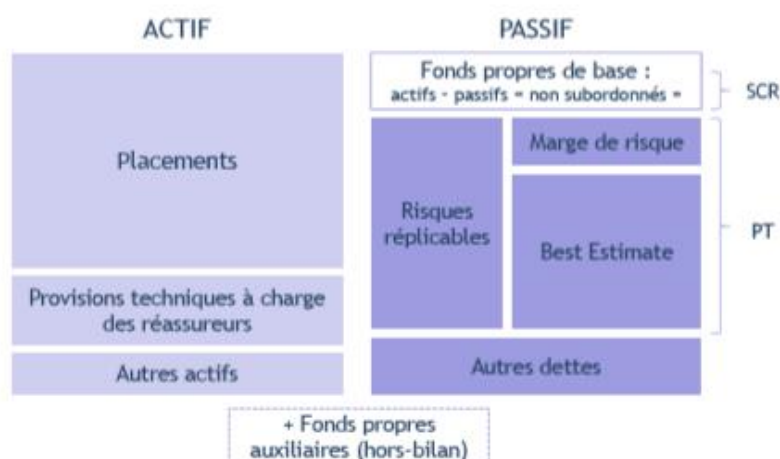 ACTIF
Placements
Provisions techniques à charge
des réassureurs
Autres actifs
PASSIF
Fonds propres de base :
actifs - passifs = non subordonnés =
SCR
Risques
réplicables
Marge de risque
Best Estimate
PT
Autres dettes
+ Fonds propres
auxiliaires (hors-bilan)